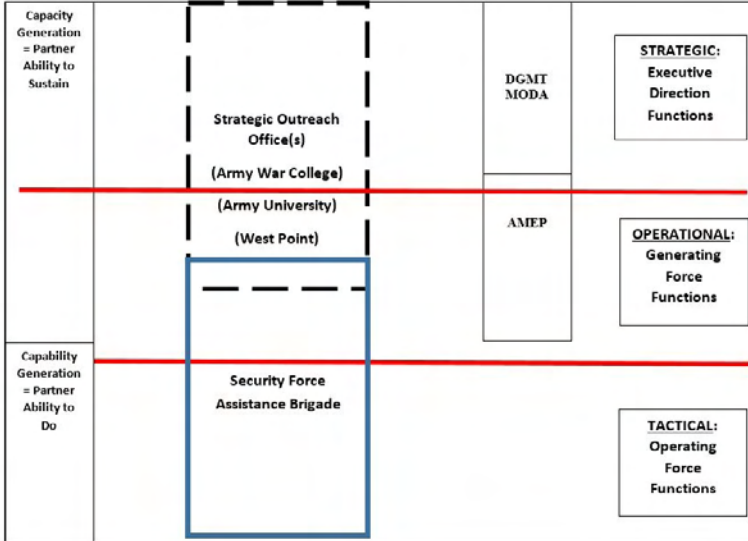 Capacity
Generation
= Partner
Ability to
Sustain
Strategic Outreach
Office(s)
(Army War College)
(Army University)
(West Point)
DGMT
MODA
AMEP
STRATEGIC:
Executive
Direction
Functions
OPERATIONAL:
Generating
Force
Functions
Capability
Generation
= Partner
Ability to
Do
Security Force
Assistance Brigade
TACTICAL:
Operating
Force
Functions